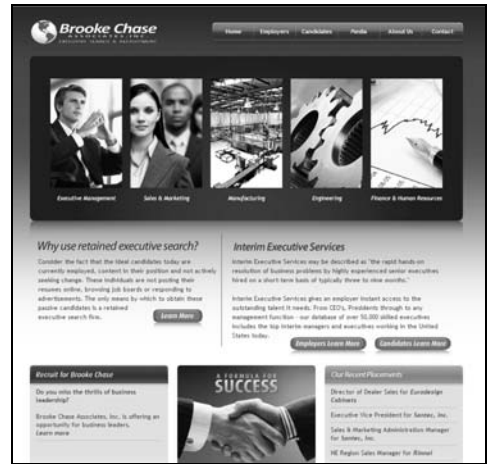 Brooke Chase
ASSOCIATES, INC.
EXECUTIVE SEARCH & RECRUITMENT
Home Employers Candidates Media About Us Contact
Executive Management Sales & Marketing Manufacturing Engineering Finance & Human Resources
Why use retained executive search?
Consider the fact that the ideal candidates today are
currently employed, content in their position and not actively
seeking change. These individuals are not posting their
resumes online, browsing job boards or responding to
advertisements. The only means by which to obtain these
passive candidates is a retained
executive search firm.
Learn More
Interim Executive Services
Interim Executive Services may be described as "the rapid hands-on
resolution of business problems by highly experienced senior executives
hired on a short-term basis of typically three to nine months."
Interim Executive Services gives an employer instant access to the
outstanding talent it needs. From CEO's, Presidents through to any
management function - our database of over 50,000 skilled executives
includes the top interim managers and executives working in the United
States today.
Employers Learn More Candidates Learn More
Recruit for Brooke Chase
Do you miss the thrills of business
leadership?
Brooke Chase Associates, Inc. is offering an
opportunity for business leaders.
Learn more
A FORMULA FOR
SUCCESS
Our Recent Placements
Director of Dealer Sales for Eurodesign
Cabinets
Executive Vice President for Santec, Inc.
Sales & Marketing Administration Manager
for Santec, Inc.
NE Region Sales Manager for Rinnai